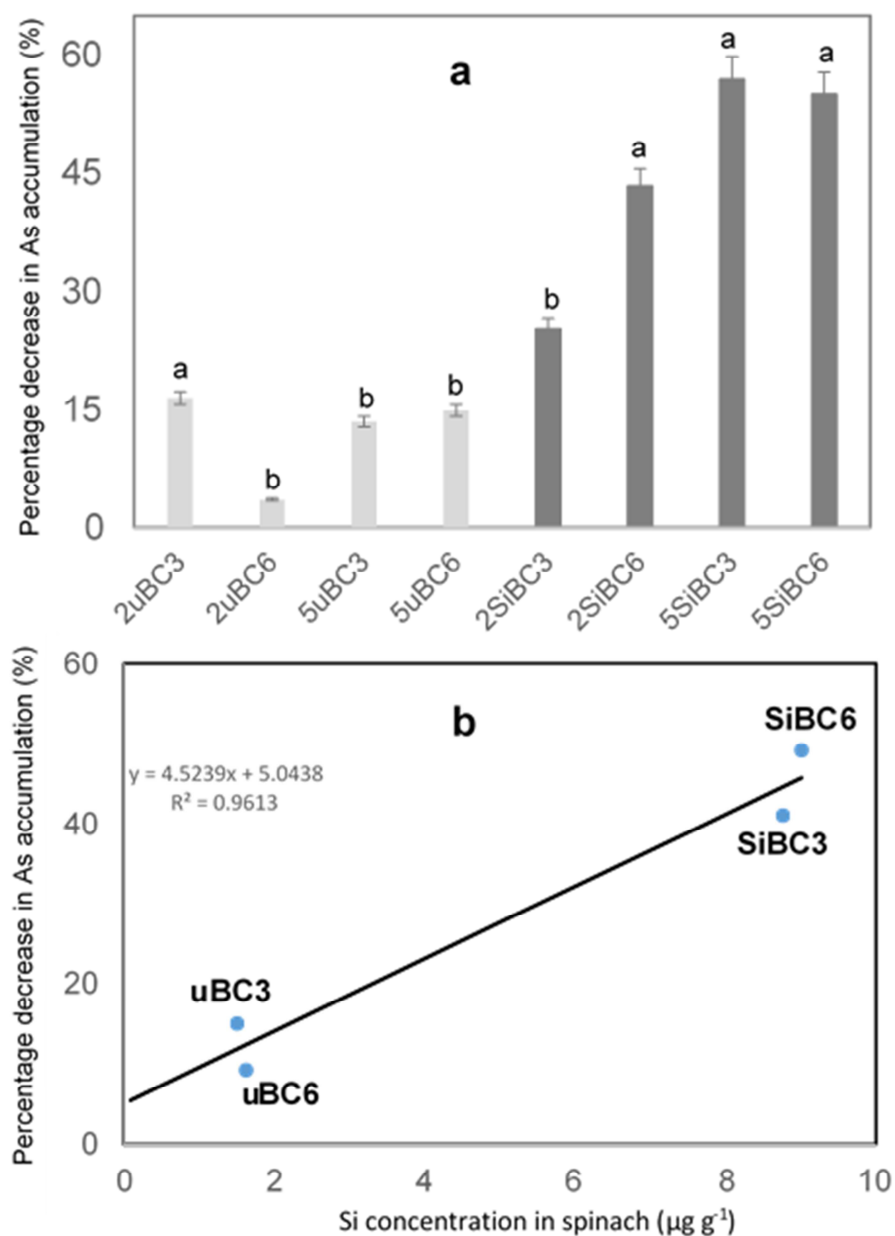 Percentage decrease in As accumulation (%)
60
45
30
15
0
a
a
b
b
b
b
a
a
a
2uBC3
2uBC6
5uBC3
5uBC6
2SiBC3
2SiBC6
5SiBC3
5SiBC6
Percentage decrease in As accumulation (%)
60
40
20
0
b
y = 4.5239x + 5.0438
R² = 0.9613
SiBC6
SiBC3
uBC3
uBC6
0 2 4 6 8 10
Si concentration in spinach (µg g⁻¹)